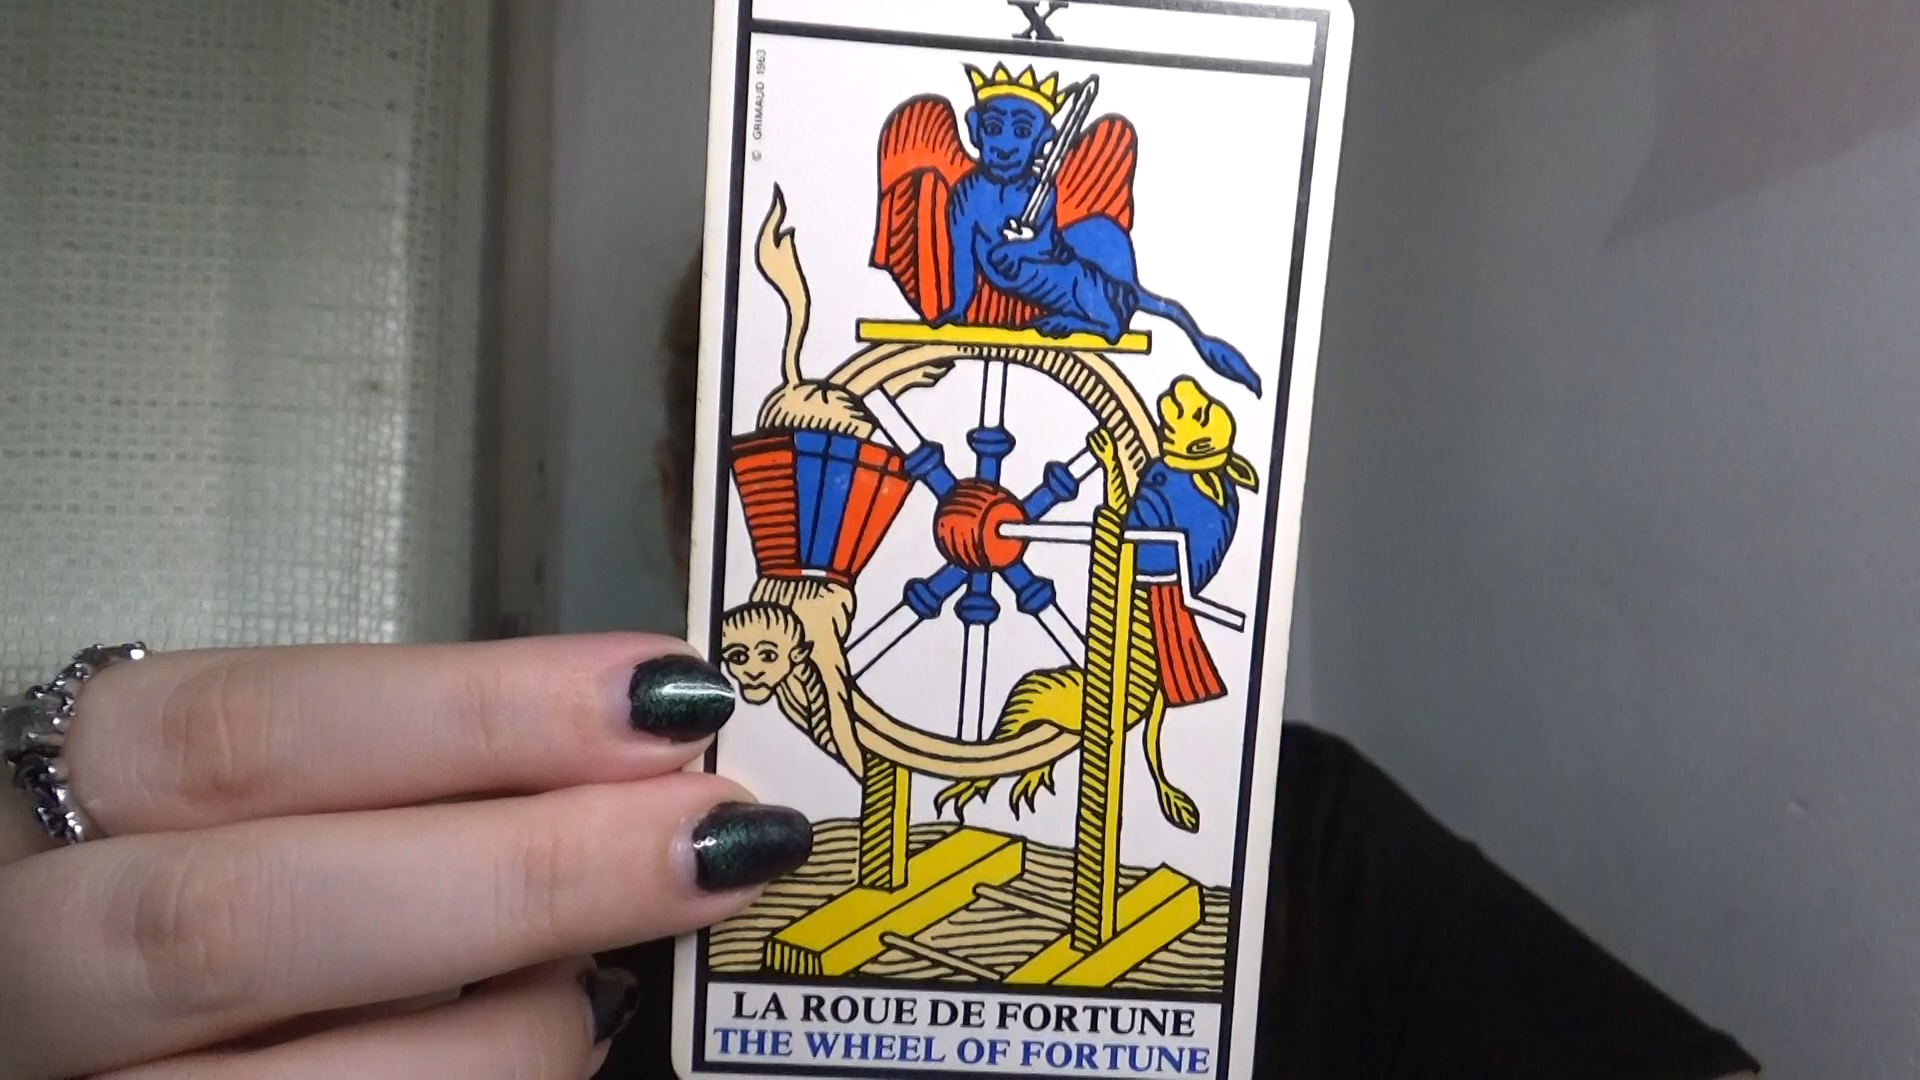 X
© GRIMAUD 1963
LA ROUE DE FORTUNE
THE WHEEL OF FORTUNE